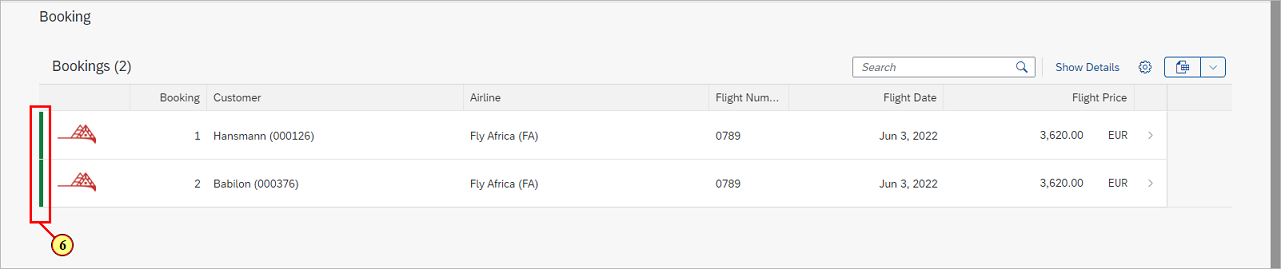 Booking
Bookings (2) Search Show Details
Booking Customer Airline Flight Num... Flight Date Flight Price
1 Hansmann (000126) Fly Africa (FA) 0789 Jun 3, 2022 3,620.00 EUR
2 Babilon (000376) Fly Africa (FA) 0789 Jun 3, 2022 3,620.00 EUR
6